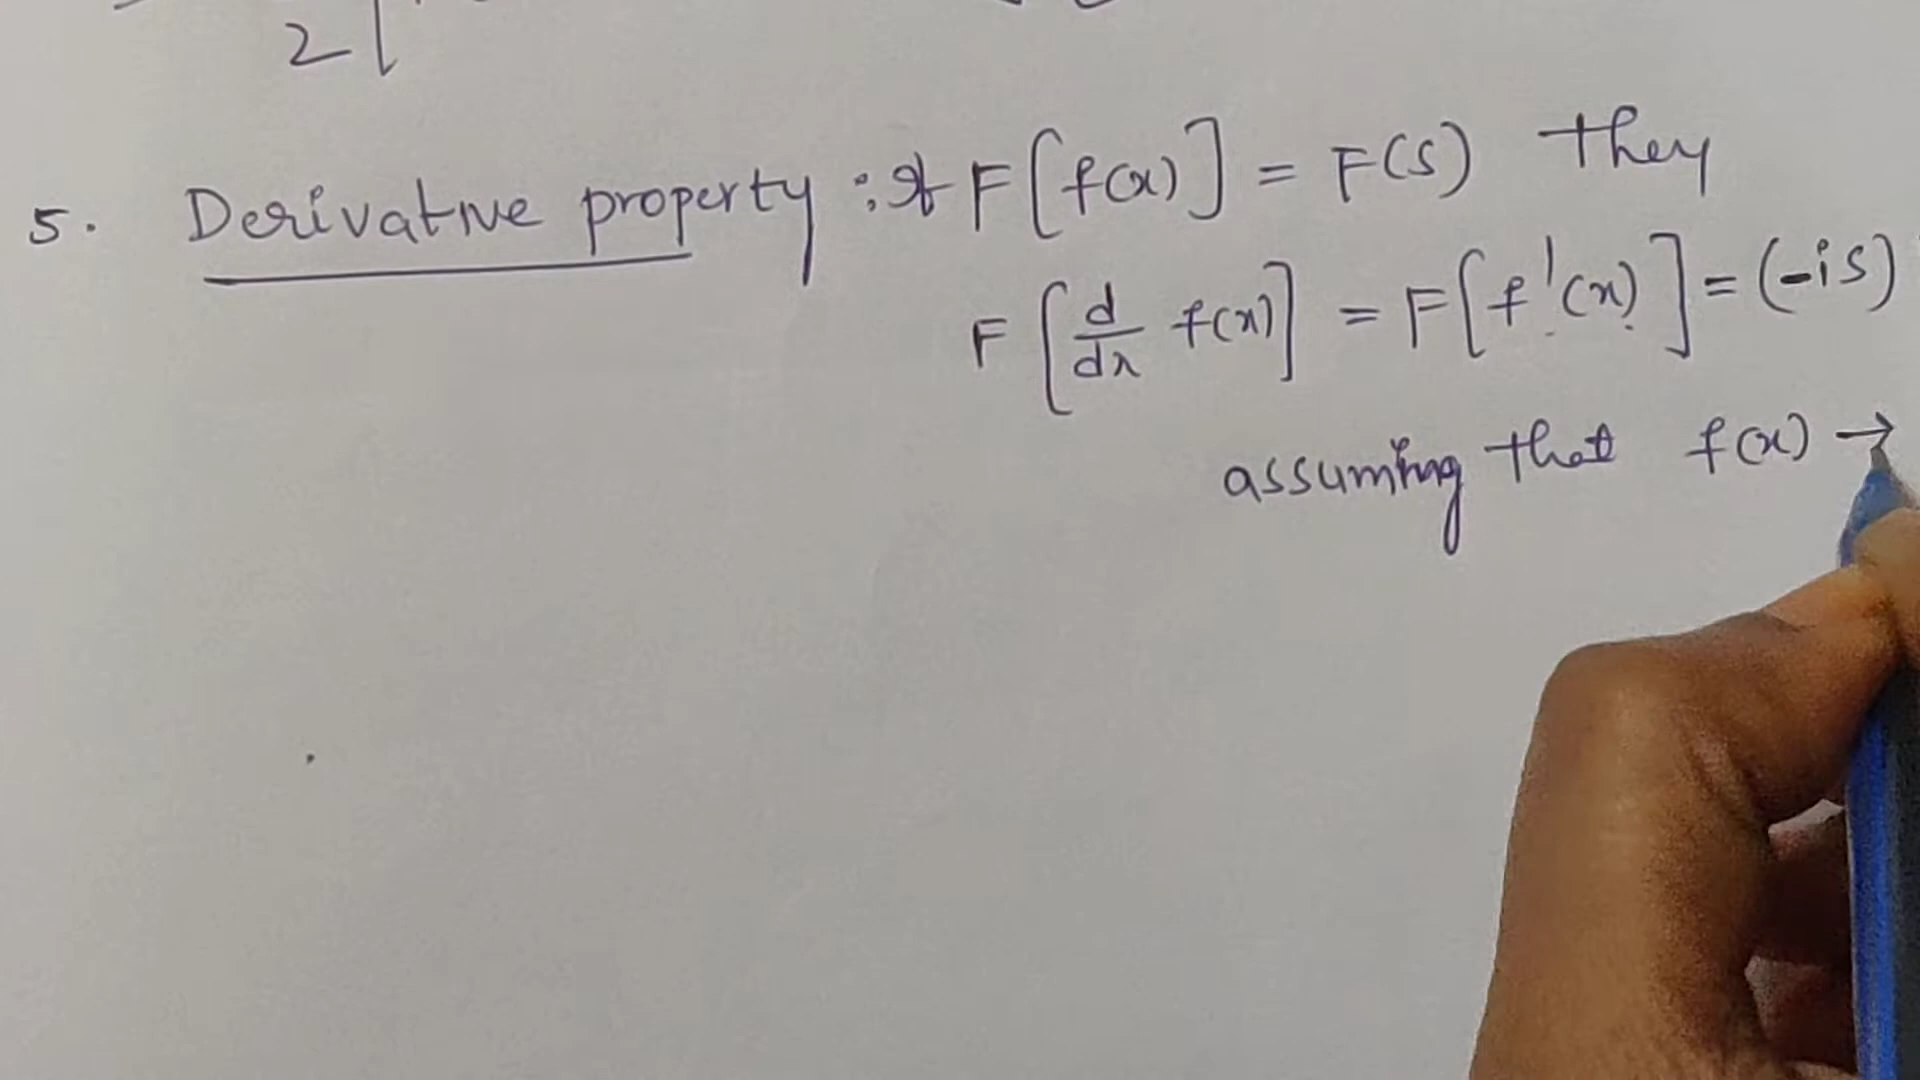 2
5. Derivative property : If F[f(x)] = F(s) then
F[d/dx f(x)] = F[f'(x)] = (-is)
assuming that f(x) →